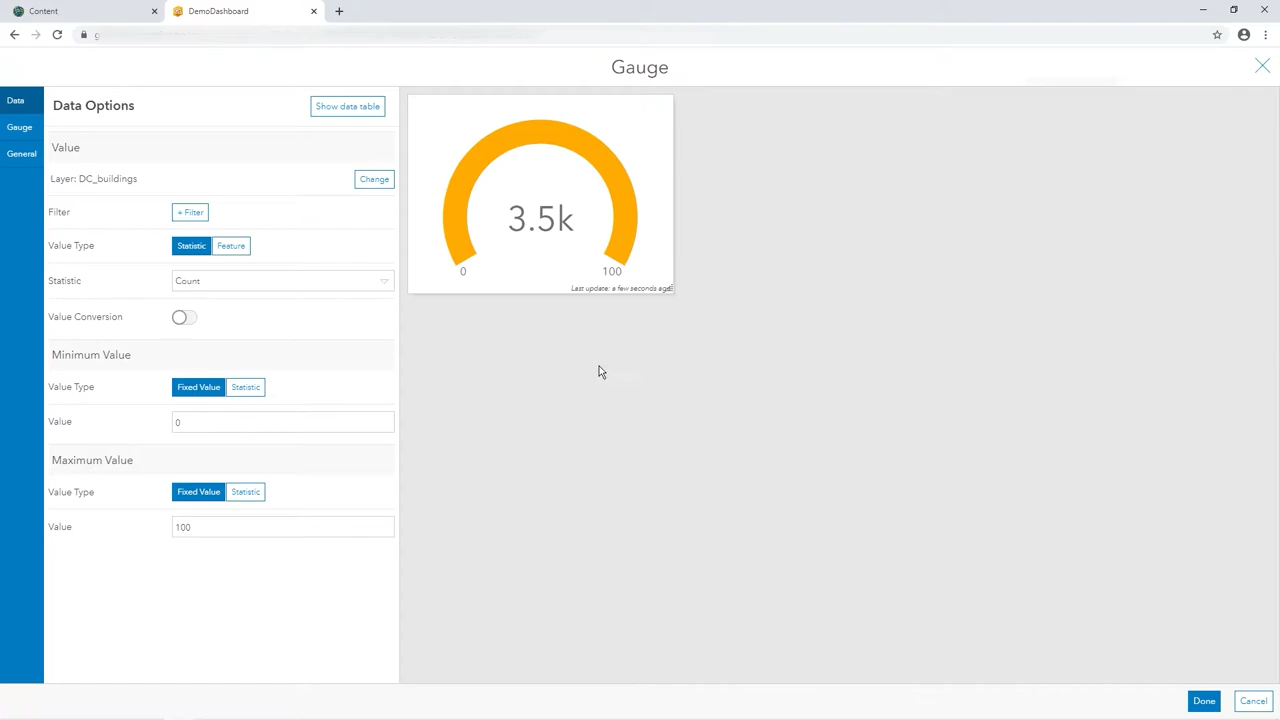 Content
DemoDashboard
Gauge
Data
Gauge
General
Data Options
Show data table
Value
Layer: DC_buildings
Change
Filter
+ Filter
Value Type
Statistic
Feature
Statistic
Count
Value Conversion
Minimum Value
Value Type
Fixed Value
Statistic
Value
0
Maximum Value
Value Type
Fixed Value
Statistic
Value
100
3.5k
0
100
Last update: a few seconds ago
Done
Cancel